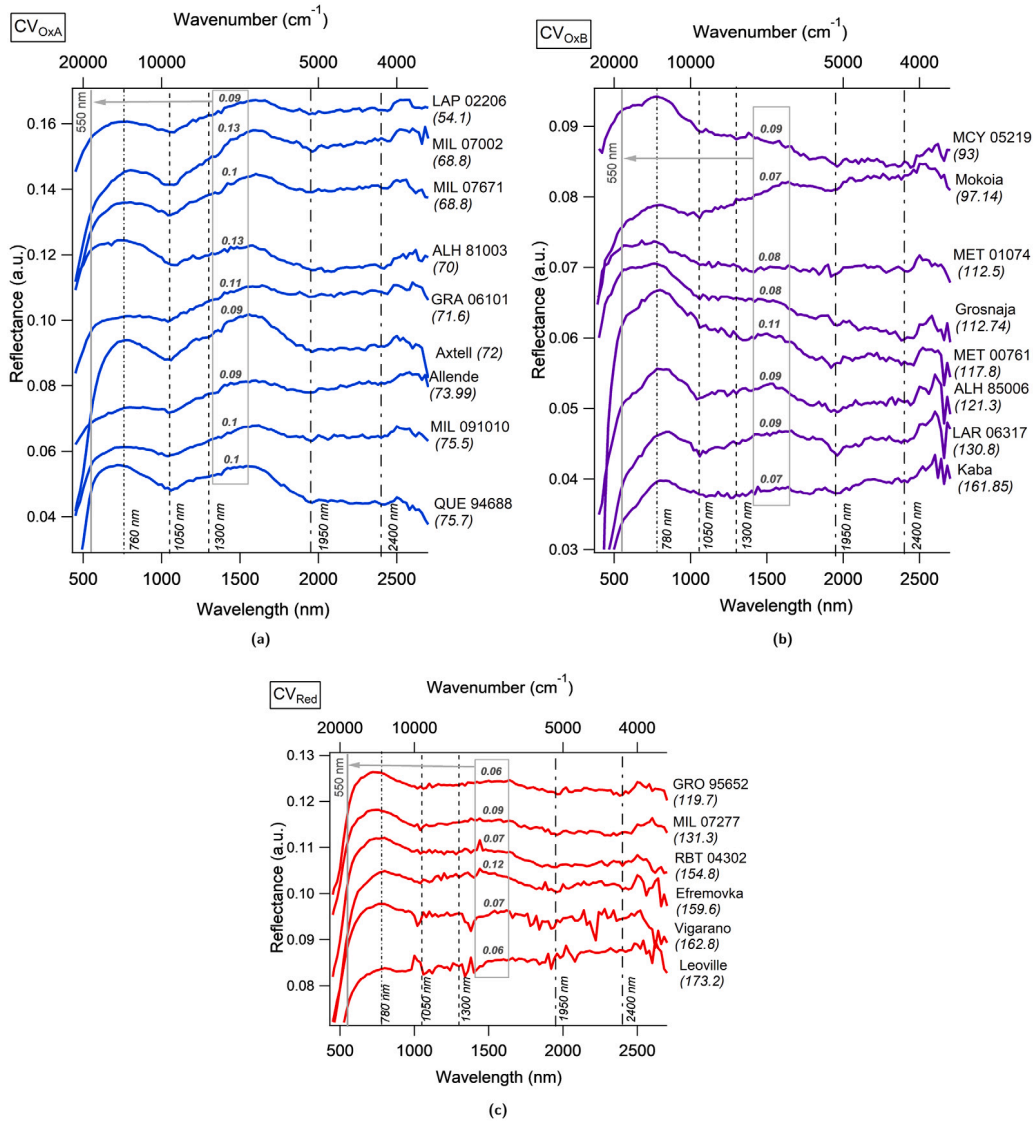 CV_OxA
Wavenumber (cm⁻¹)
20000 10000 5000 4000
550 nm
0.16
0.14
0.12
0.10
0.08
0.06
0.04
Reflectance (a.u.)
0.09
0.13
0.1
0.13
0.11
0.09
0.09
0.1
0.1
LAP 02206
(54.1)
MIL 07002
(68.8)
MIL 07671
(68.8)
ALH 81003
(70)
GRA 06101
(71.6)
Axtell (72)
Allende
(73.99)
MIL 091010
(75.5)
QUE 94688
(75.7)
760 nm
1050 nm
1300 nm
1950 nm
2400 nm
500 1000 1500 2000 2500
Wavelength (nm)
(a)
CV_OxB
Wavenumber (cm⁻¹)
20000 10000 5000 4000
550 nm
0.09
0.08
0.07
0.06
0.05
0.04
0.03
Reflectance (a.u.)
0.09
0.07
0.08
0.08
0.11
0.09
0.09
0.07
MCY 05219
(93)
Mokoia
(97.14)
MET 01074
(112.5)
Grosnaja
(112.74)
MET 00761
(117.8)
ALH 85006
(121.3)
LAR 06317
(130.8)
Kaba
(161.85)
780 nm
1050 nm
1300 nm
1950 nm
2400 nm
500 1000 1500 2000 2500
Wavelength (nm)
(b)
CV_Red
Wavenumber (cm⁻¹)
20000 10000 5000 4000
550 nm
0.13
0.12
0.11
0.10
0.09
0.08
Reflectance (a.u.)
0.06
0.09
0.07
0.12
0.07
0.06
GRO 95652
(119.7)
MIL 07277
(131.3)
RBT 04302
(154.8)
Efremovka
(159.6)
Vigarano
(162.8)
Leoville
(173.2)
780 nm
1050 nm
1300 nm
1950 nm
2400 nm
500 1000 1500 2000 2500
Wavelength (nm)
(c)